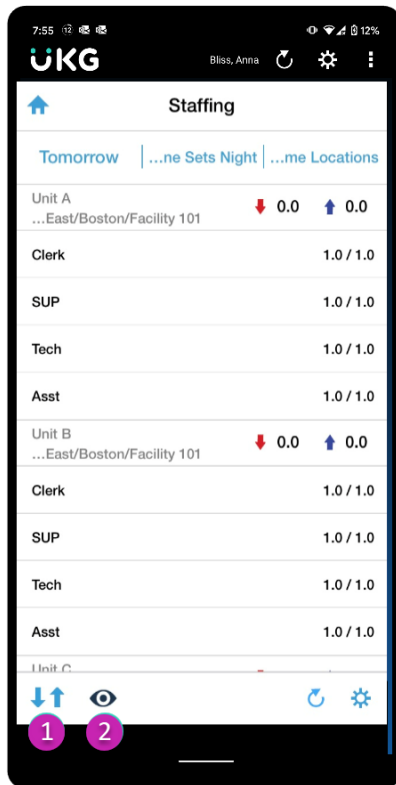 7:55 12 12%
UKG Bliss, Anna
Staffing
Tomorrow ...ne Sets Night ...me Locations
Unit A
...East/Boston/Facility 101 0.0 0.0
Clerk 1.0 / 1.0
SUP 1.0 / 1.0
Tech 1.0 / 1.0
Asst 1.0 / 1.0
Unit B
...East/Boston/Facility 101 0.0 0.0
Clerk 1.0 / 1.0
SUP 1.0 / 1.0
Tech 1.0 / 1.0
Asst 1.0 / 1.0
Unit C
1 2